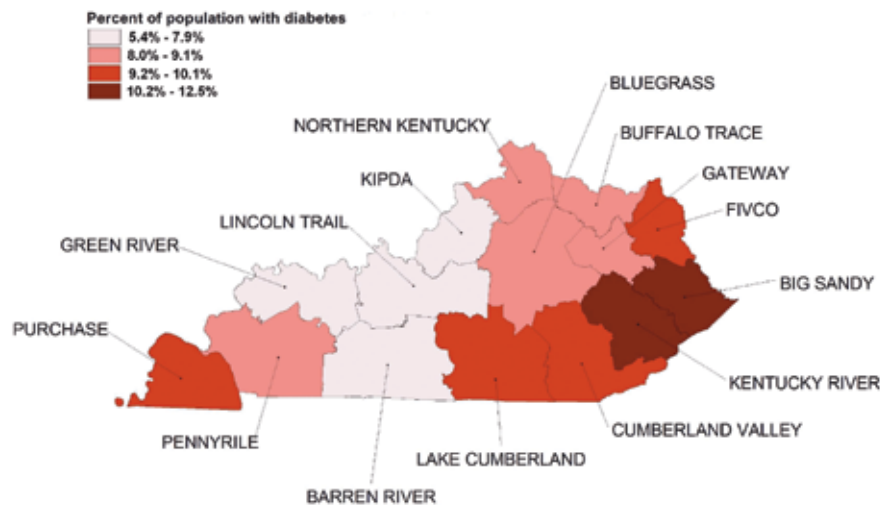 Percent of population with diabetes
5.4% - 7.9%
8.0% - 9.1%
9.2% - 10.1%
10.2% - 12.5%
BLUEGRASS
NORTHERN KENTUCKY
BUFFALO TRACE
KIPDA
GATEWAY
LINCOLN TRAIL
FIVCO
GREEN RIVER
BIG SANDY
PURCHASE
KENTUCKY RIVER
PENNYRILE
CUMBERLAND VALLEY
LAKE CUMBERLAND
BARREN RIVER